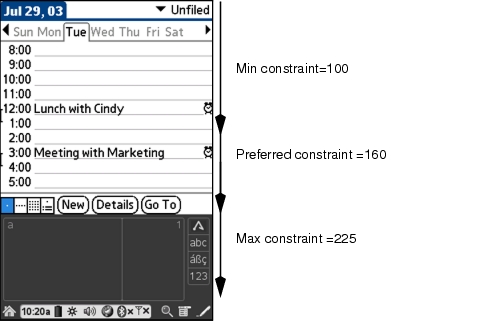 Jul 29, 03 Unfiled
Sun Mon Tue Wed Thu Fri Sat
8:00
9:00
10:00
11:00
12:00 Lunch with Cindy
1:00
2:00
3:00 Meeting with Marketing
4:00
5:00
New Details Go To
a 1
abc
áßç
123
10:20a
Min constraint=100
Preferred constraint =160
Max constraint =225